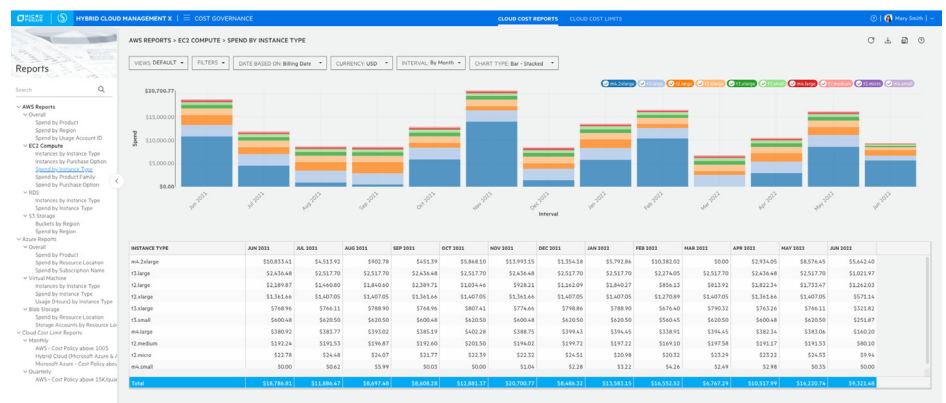 MICRO FOCUS
HYBRID CLOUD MANAGEMENT X | COST GOVERNANCE
CLOUD COST REPORTS CLOUD COST LIMITS
Mary Smith
Reports
Search
AWS Reports
Overall
Spend by Product
Spend by Region
Spend by Usage Account ID
EC2 Compute
Instances by Instance Type
Instances by Purchase Option
Spend by Instance Type
Spend by Product Family
Spend by Purchase Option
RDS
Instances by Instance Type
Spend by Instance Type
S3 Storage
Buckets by Region
Spend by Region
Azure Reports
Overall
Spend by Product
Spend by Resource Location
Spend by Subscription Name
Virtual Machine
Instances by Instance Type
Spend by Instance Type
Usage (Hours) by Instance Type
Blob Storage
Spend by Resource Location
Storage Accounts by Resource Lo
Cloud Cost Limit Reports
Monthly
AWS - Cost Policy above 100$
Hybrid Cloud (Microsoft Azure &
Microsoft Azure - Cost Policy abov
Quarterly
AWS - Cost Policy above 15K/quar
AWS REPORTS > EC2 COMPUTE > SPEND BY INSTANCE TYPE
VIEWS: DEFAULT FILTERS DATE BASED ON: Billing Date CURRENCY: USD INTERVAL: By Month CHART TYPE: Bar - Stacked
m4.2xlarge t3.large t2.large t2.xlarge t3.xlarge t3.small m4.large t2.medium t2.micro m4.small
$20,700.77
$15,000.00
$10,000.00
$5,000.00
$0.00
Spend
Jun 2021 Jul 2021 Aug 2021 Sep 2021 Oct 2021 Nov 2021 Dec 2021 Jan 2022 Feb 2022 Mar 2022 Apr 2022 May 2022 Jun 2022
Interval
INSTANCE TYPE JUN 2021 JUL 2021 AUG 2021 SEP 2021 OCT 2021 NOV 2021 DEC 2021 JAN 2022 FEB 2022 MAR 2022 APR 2022 MAY 2022 JUN 2022
m4.2xlarge $10,833.41 $4,513.92 $902.78 $451.39 $5,868.10 $13,993.15 $1,354.18 $5,792.86 $10,382.02 $0.00 $2,934.05 $8,576.45 $5,642.40
t3.large $2,436.48 $2,517.70 $2,517.70 $2,436.48 $2,517.70 $2,436.48 $2,517.70 $2,517.70 $2,274.05 $2,517.70 $2,436.48 $2,517.70 $1,021.97
t2.large $2,189.87 $1,460.80 $1,840.60 $2,389.71 $1,034.46 $928.21 $1,162.09 $1,840.27 $856.13 $813.92 $1,822.34 $1,733.47 $1,262.03
t2.xlarge $1,361.66 $1,407.05 $1,407.05 $1,361.66 $1,407.05 $1,361.66 $1,407.05 $1,407.05 $1,270.89 $1,407.05 $1,361.66 $1,407.05 $571.14
t3.xlarge $768.96 $766.11 $788.90 $768.96 $807.41 $774.66 $798.86 $788.90 $676.40 $790.32 $763.26 $766.11 $321.82
t3.small $600.48 $620.50 $620.50 $600.48 $620.50 $600.48 $620.50 $620.50 $560.45 $620.50 $600.48 $620.50 $251.87
m4.large $380.92 $383.77 $393.02 $385.19 $402.28 $388.75 $399.43 $394.45 $338.91 $394.45 $382.34 $383.06 $160.20
t2.medium $192.24 $191.53 $196.87 $192.60 $201.50 $194.02 $199.72 $197.22 $169.10 $197.58 $191.17 $191.53 $80.10
t2.micro $22.78 $24.48 $24.07 $21.77 $22.39 $22.32 $24.51 $20.98 $20.32 $23.29 $23.22 $24.53 $9.94
m4.small $0.00 $0.62 $5.99 $0.03 $0.00 $1.04 $2.28 $3.22 $4.26 $2.49 $2.98 $0.35 $0.00
Total $18,786.81 $11,886.47 $8,697.48 $8,608.28 $12,881.37 $20,700.77 $8,486.32 $13,583.15 $16,552.52 $6,767.29 $10,517.99 $16,220.74 $9,321.48